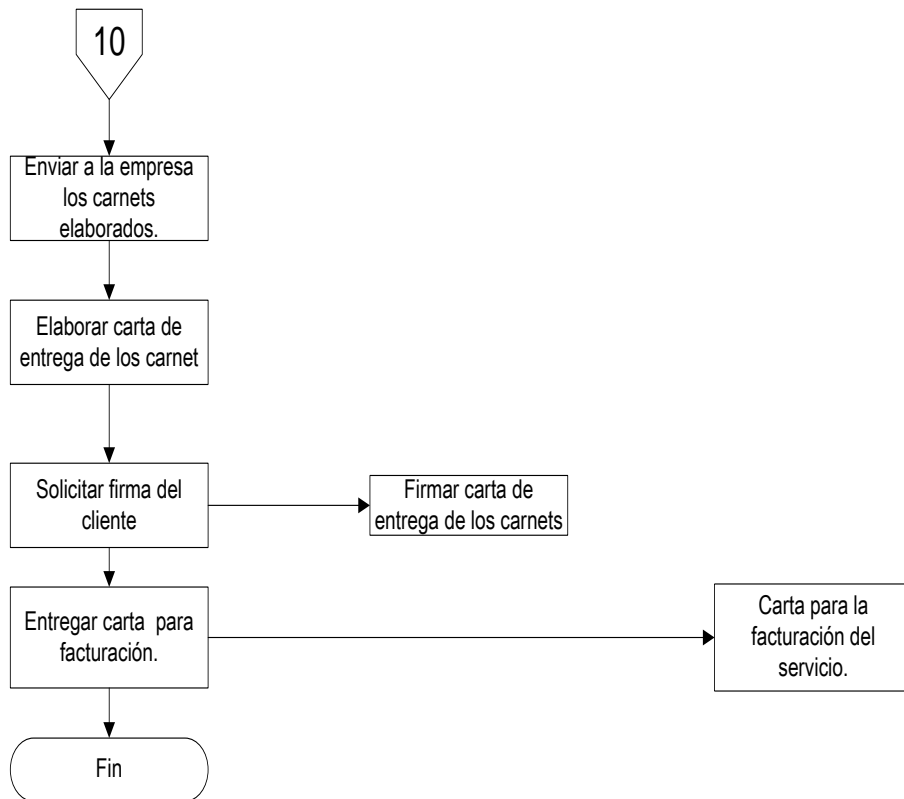 10
Enviar a la empresa
los carnets
elaborados.
Elaborar carta de
entrega de los carnet
Solicitar firma del
cliente
Firmar carta de
entrega de los carnets
Entregar carta para
facturación.
Carta para la
facturación del
servicio.
Fin